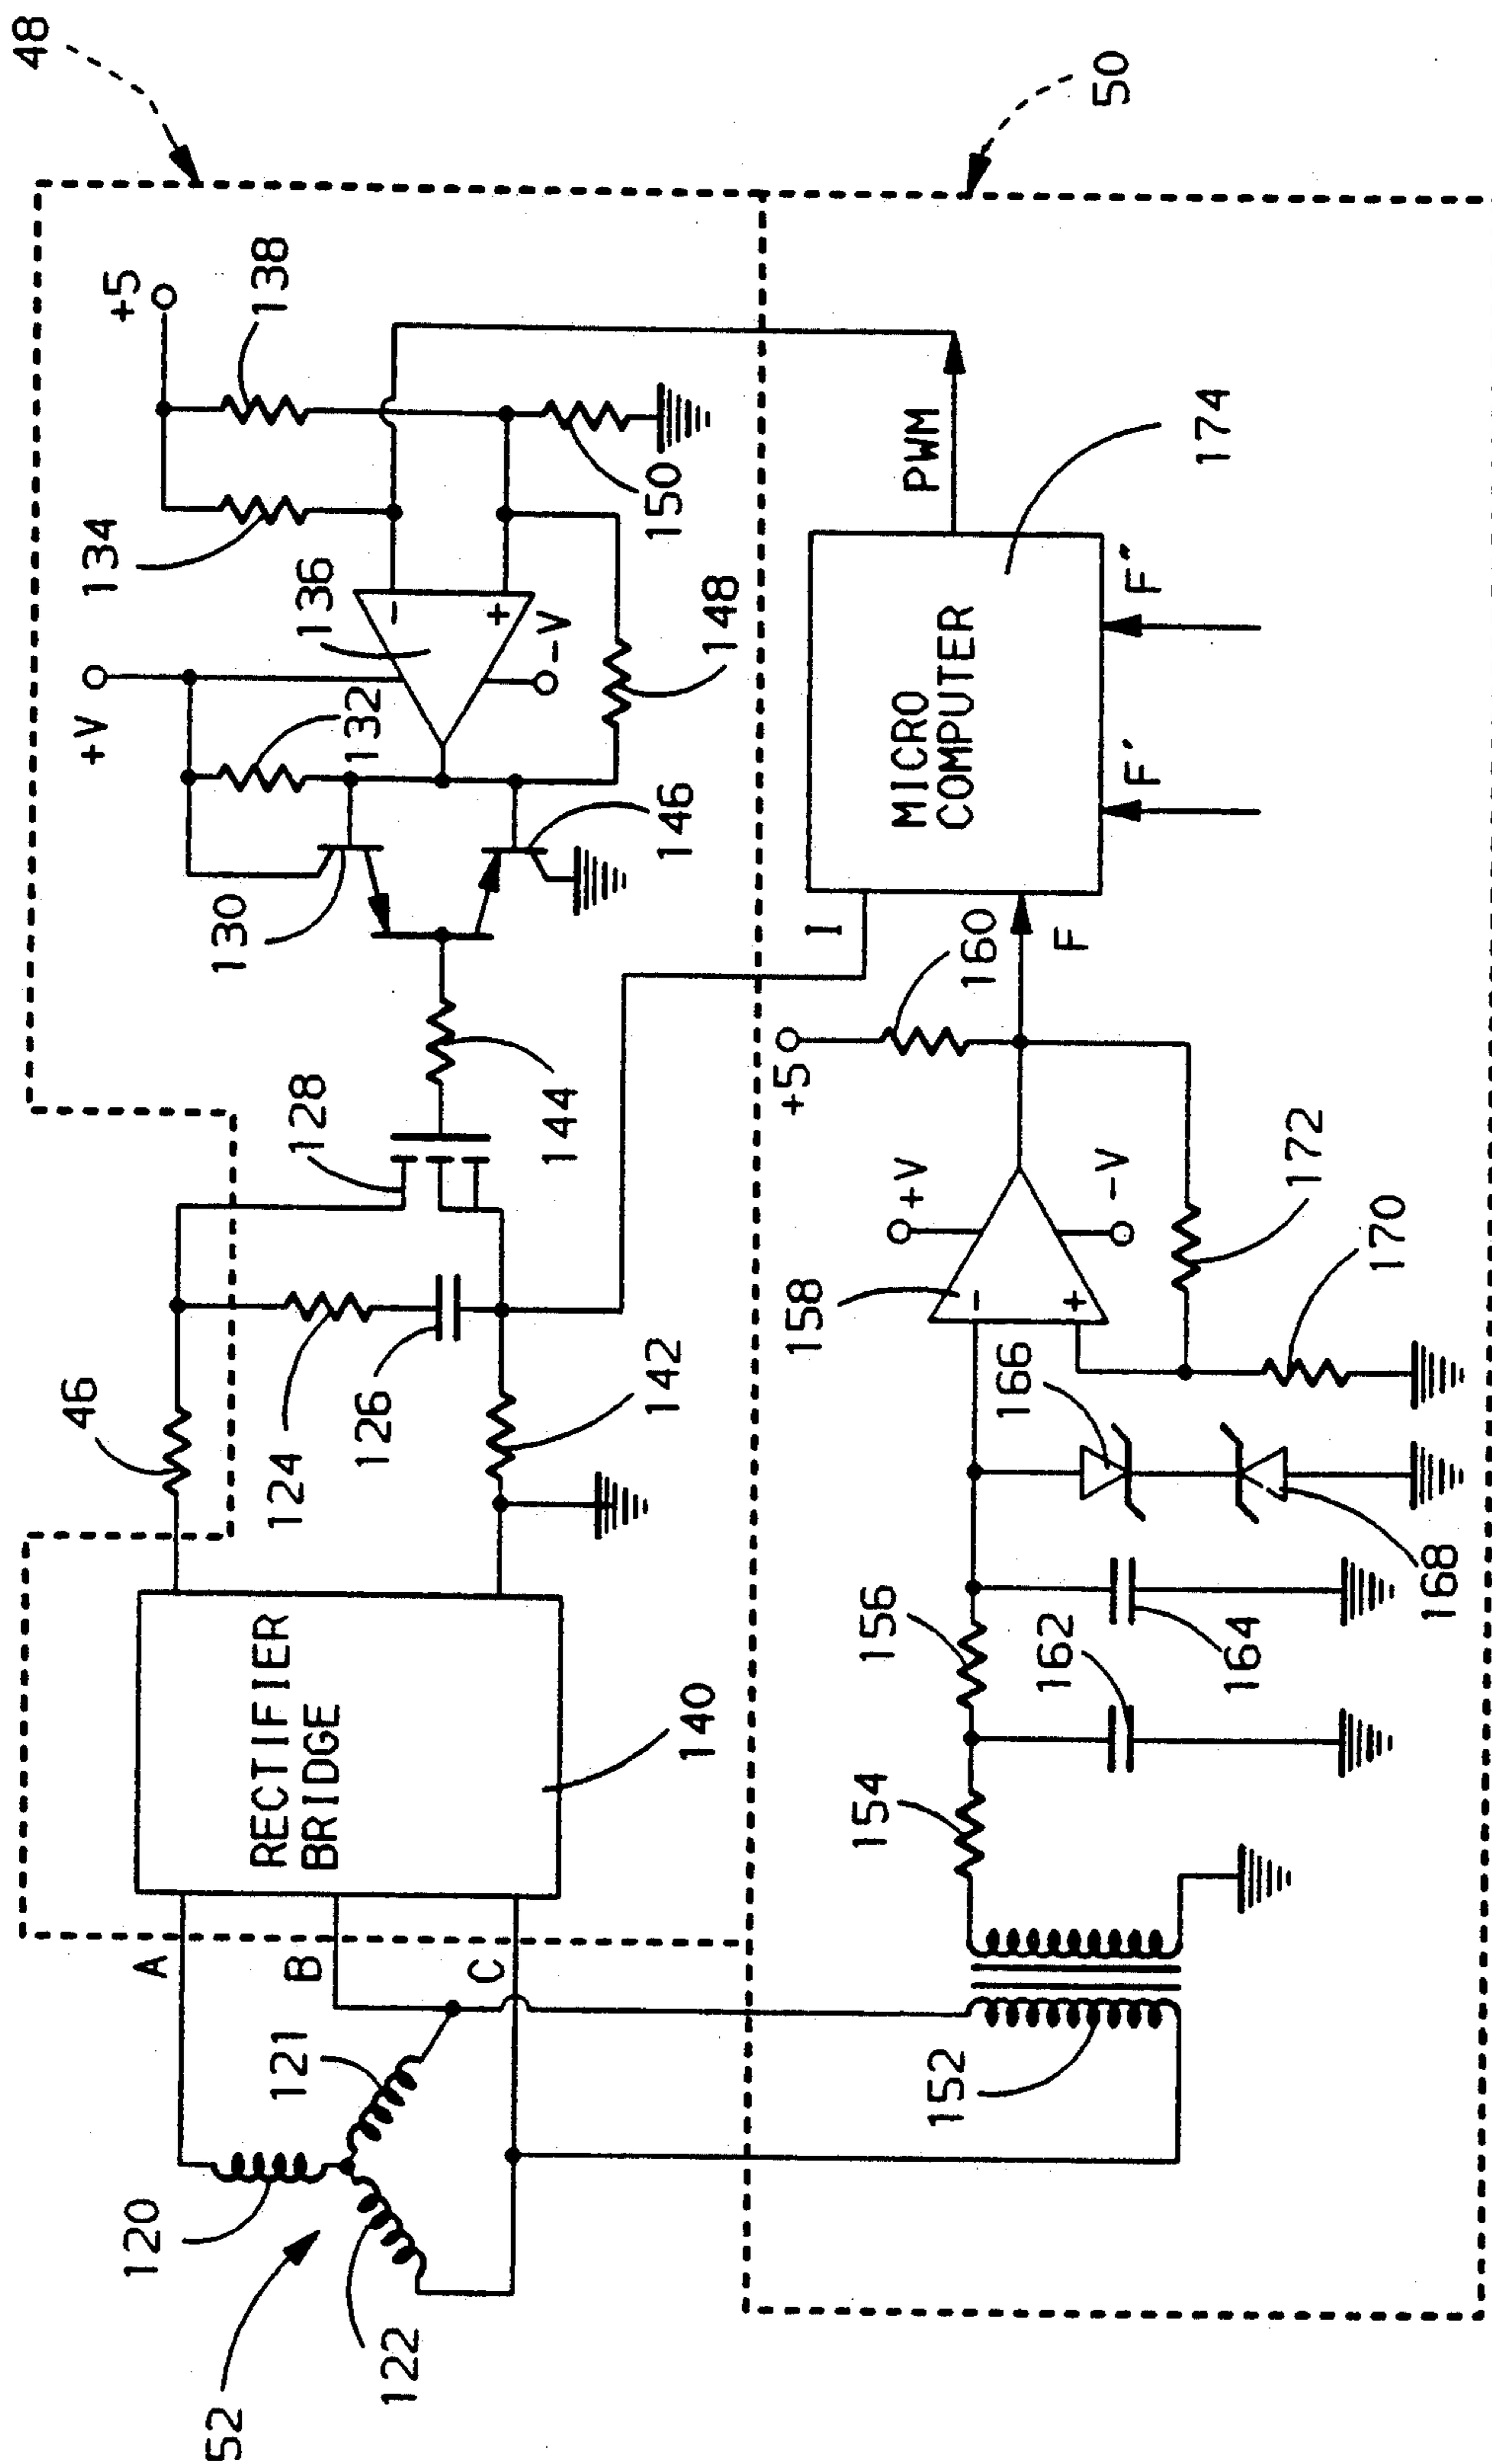 48
+5
138
+V
134
136
-
+
-V
132
130
146
148
150
128
144
46
124
126
142
RECTIFIER
BRIDGE
140
A
B
C
120
121
122
52
50
PWM
MICRO
COMPUTER
174
I
F
F'
F"
160
+5
+V
-V
158
-
+
172
170
166
168
156
164
162
154
152